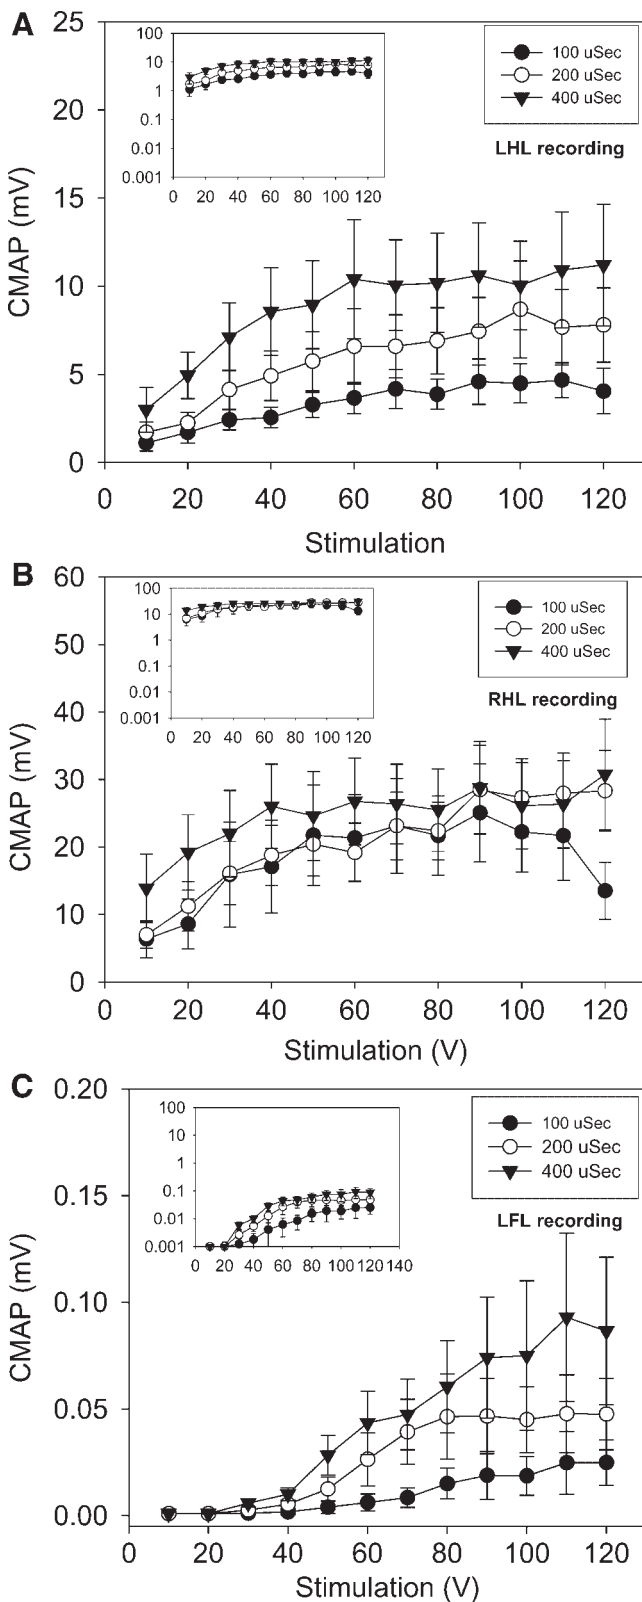 A
25
20
15
10
5
0
CMAP (mV)
100
10
1
0.1
0.01
0.001
0 20 40 60 80 100 120
100 uSec
200 uSec
400 uSec
LHL recording
0 20 40 60 80 100 120
Stimulation
B
60
50
40
30
20
10
0
CMAP (mV)
100
10
1
0.1
0.01
0.001
0 20 40 60 80 100 120
100 uSec
200 uSec
400 uSec
RHL recording
0 20 40 60 80 100 120
Stimulation (V)
C
0.20
0.15
0.10
0.05
0.00
CMAP (mV)
100
10
1
0.1
0.01
0.001
0 20 40 60 80 100 120 140
100 uSec
200 uSec
400 uSec
LFL recording
0 20 40 60 80 100 120
Stimulation (V)